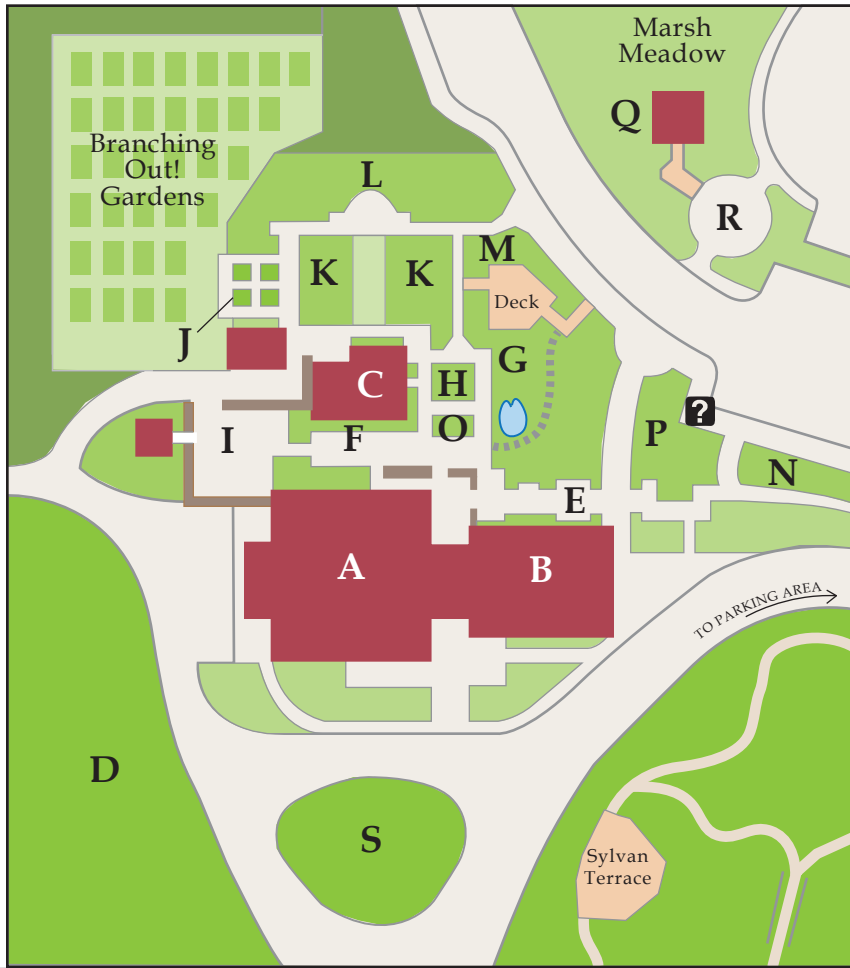 Marsh
Meadow
Q
Branching
Out!
Gardens
L
R
K
K
M
Deck
J
C
G
H
?
I
F
O
P
N
E
A
B
TO PARKING AREA
D
S
Sylvan
Terrace